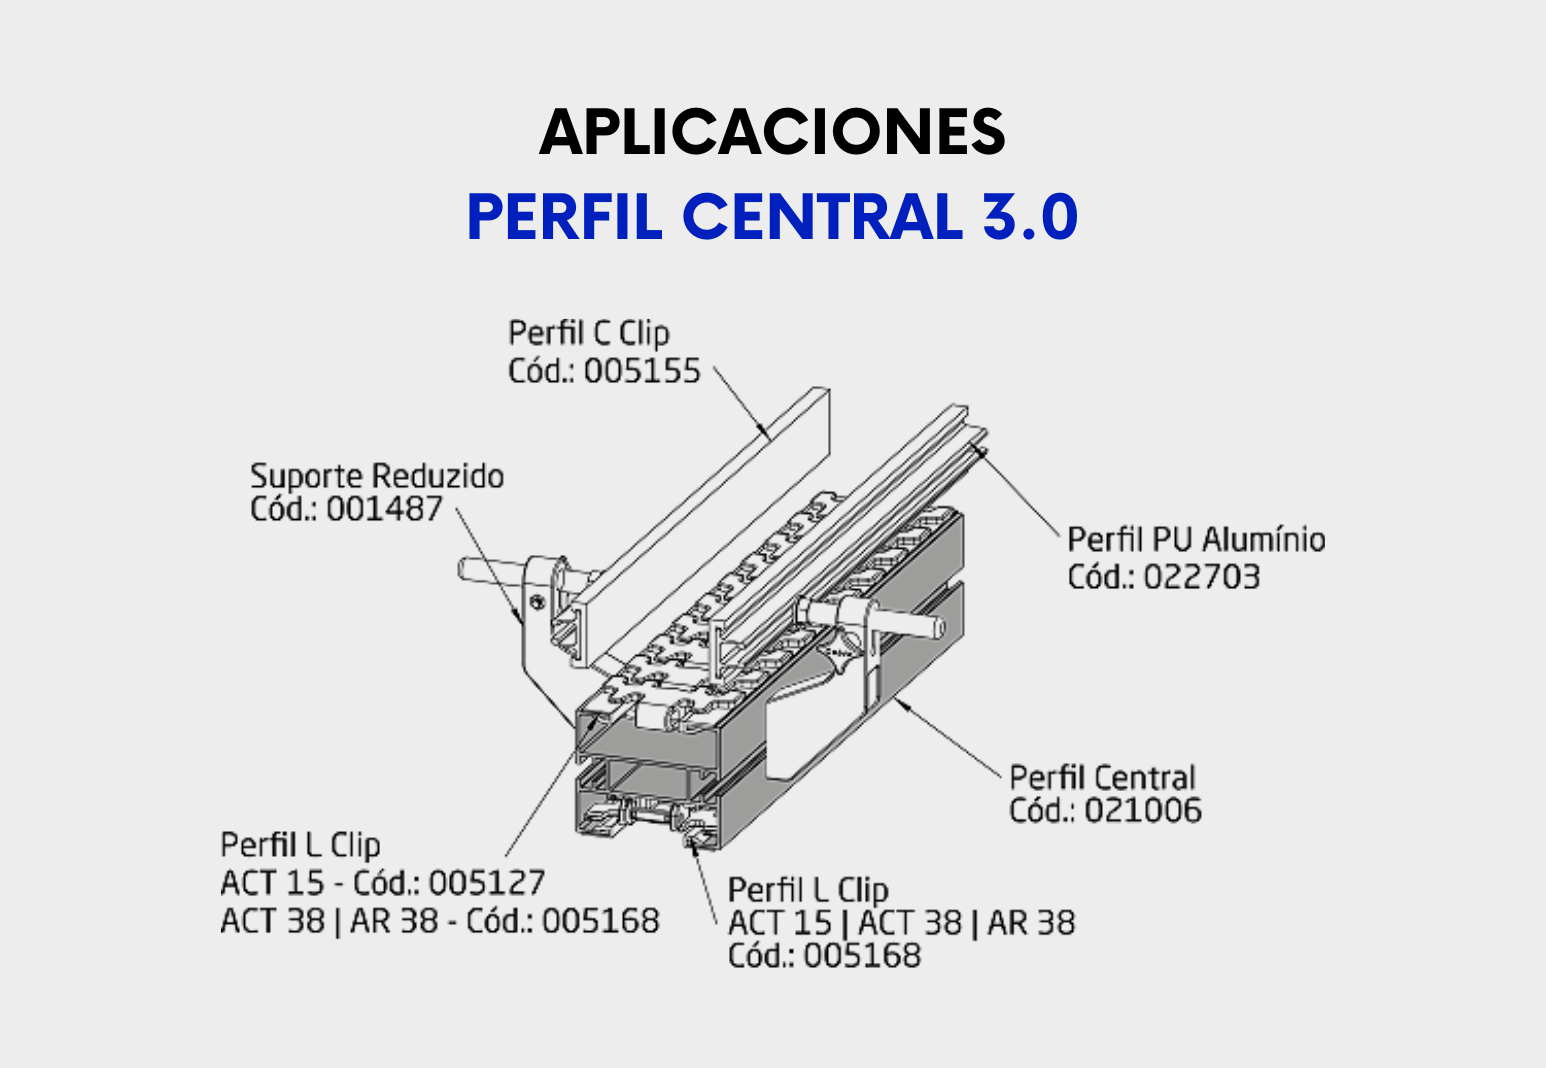 APLICACIONES
PERFIL CENTRAL 3.0
Perfil C Clip
Cód.: 005155
Suporte Reduzido
Cód.: 001487
Perfil PU Alumínio
Cód.: 022703
Perfil Central
Cód.: 021006
Perfil L Clip
ACT 15 - Cód.: 005127
ACT 38 | AR 38 - Cód.: 005168
Perfil L Clip
ACT 15 | ACT 38 | AR 38
Cód.: 005168